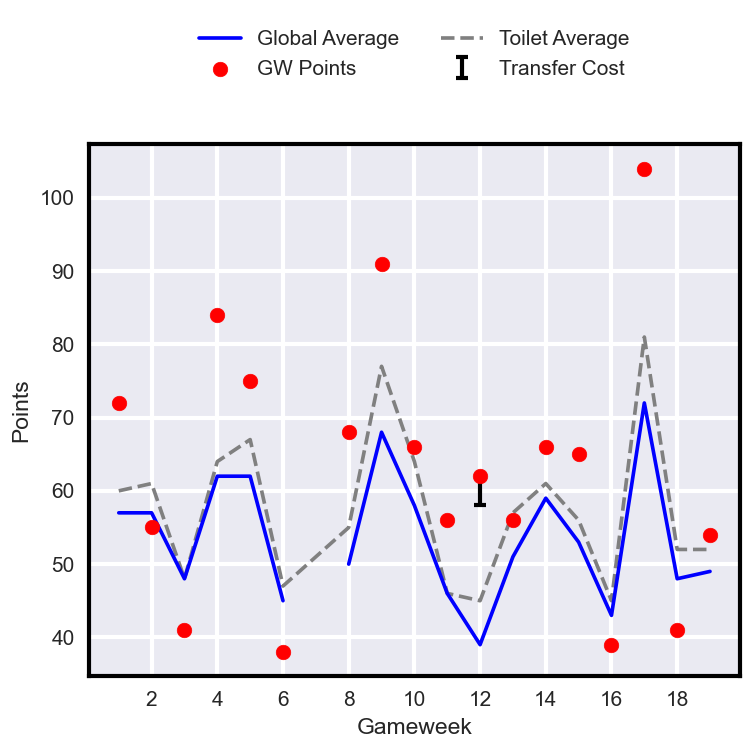 Global Average
GW Points
Toilet Average
Transfer Cost
Points
100
90
80
70
60
50
40
2 4 6 8 10 12 14 16 18
Gameweek